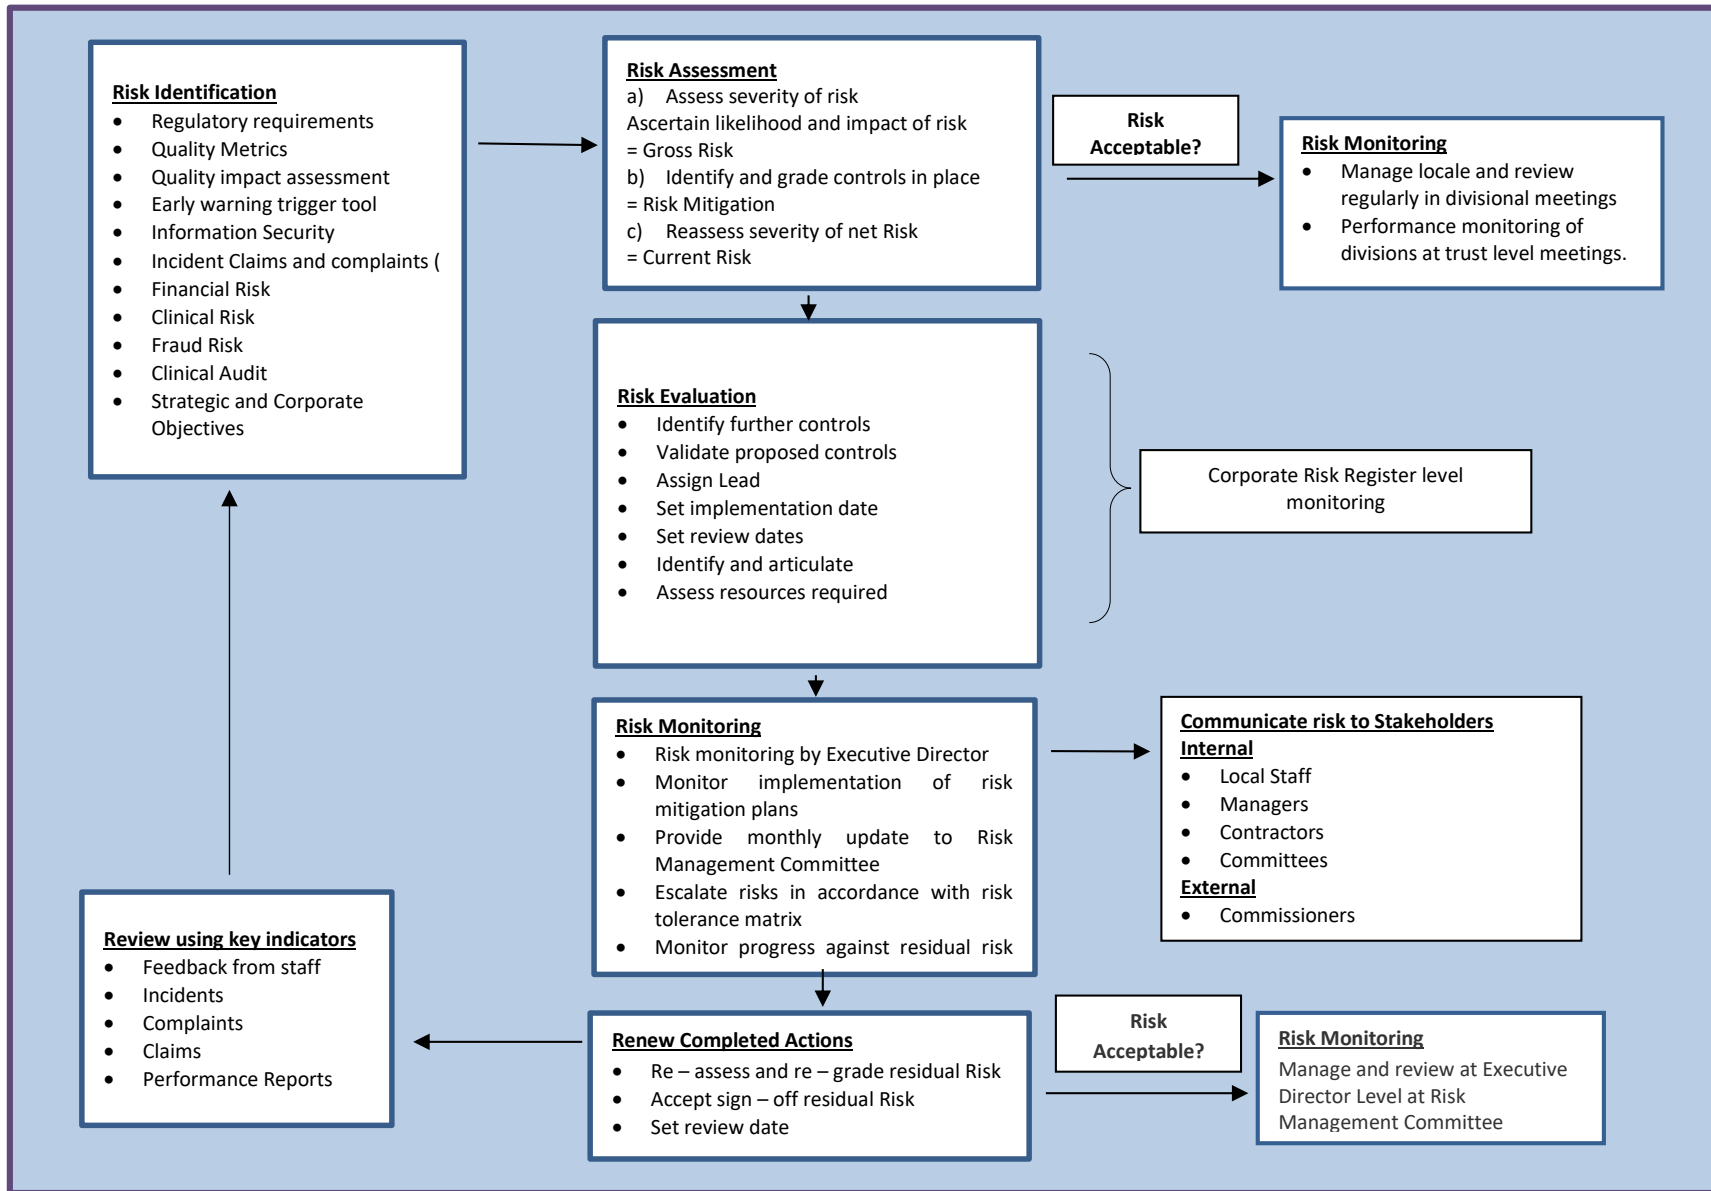 Risk Identification
• Regulatory requirements
• Quality Metrics
• Quality impact assessment
• Early warning trigger tool
• Information Security
• Incident Claims and complaints (
• Financial Risk
• Clinical Risk
• Fraud Risk
• Clinical Audit
• Strategic and Corporate
Objectives
Risk Assessment
a) Assess severity of risk
Ascertain likelihood and impact of risk
= Gross Risk
b) Identify and grade controls in place
= Risk Mitigation
c) Reassess severity of net Risk
= Current Risk
Risk
Acceptable?
Risk Monitoring
• Manage locale and review
regularly in divisional meetings
• Performance monitoring of
divisions at trust level meetings.
Risk Evaluation
• Identify further controls
• Validate proposed controls
• Assign Lead
• Set implementation date
• Set review dates
• Identify and articulate
• Assess resources required
Corporate Risk Register level
monitoring
Risk Monitoring
• Risk monitoring by Executive Director
• Monitor implementation of risk
mitigation plans
• Provide monthly update to Risk
Management Committee
• Escalate risks in accordance with risk
tolerance matrix
• Monitor progress against residual risk
Communicate risk to Stakeholders
Internal
• Local Staff
• Managers
• Contractors
• Committees
External
• Commissioners
Review using key indicators
• Feedback from staff
• Incidents
• Complaints
• Claims
• Performance Reports
Renew Completed Actions
• Re – assess and re – grade residual Risk
• Accept sign – off residual Risk
• Set review date
Risk
Acceptable?
Risk Monitoring
Manage and review at Executive
Director Level at Risk
Management Committee